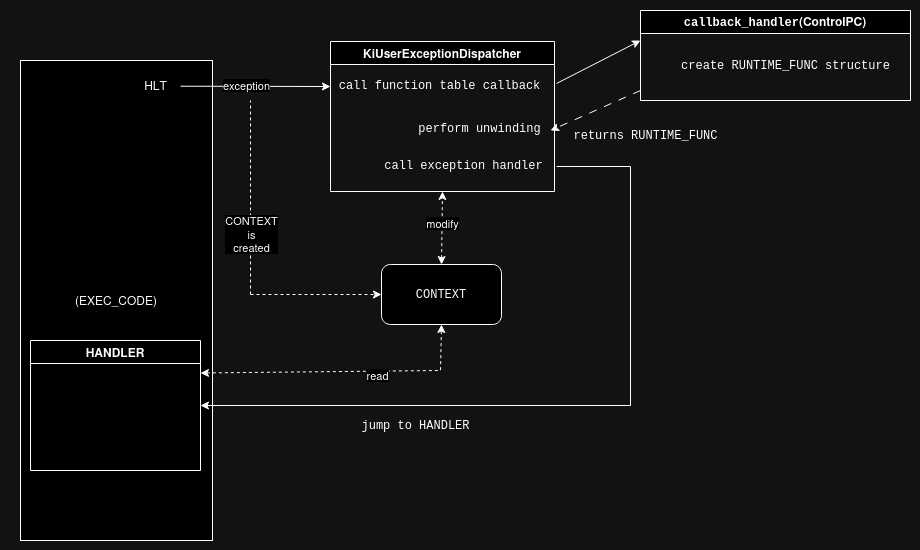 callback_handler(ControlPC)
create RUNTIME_FUNC structure
KiUserExceptionDispatcher
HLT
exception
call function table callback
perform unwinding
returns RUNTIME_FUNC
call exception handler
CONTEXT
is
created
modify
CONTEXT
(EXEC_CODE)
HANDLER
read
jump to HANDLER